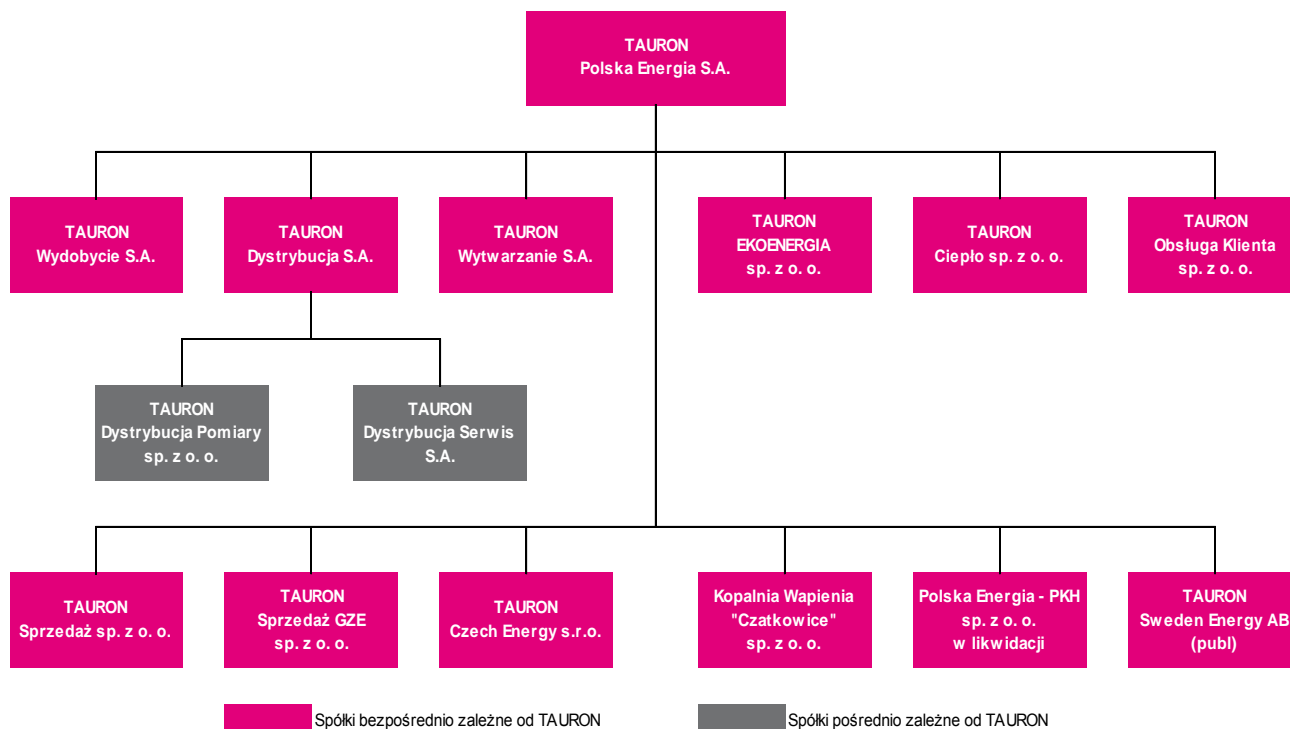 TAURON
Polska Energia S.A.
TAURON
Wydobycie S.A.
TAURON
Dystrybucja S.A.
TAURON
Wytwarzanie S.A.
TAURON
EKOENERGIA
sp. z o. o.
TAURON
Ciepło sp. z o. o.
TAURON
Obsługa Klienta
sp. z o. o.
TAURON
Dystrybucja Pomiary
sp. z o. o.
TAURON
Dystrybucja Serwis
S.A.
TAURON
Sprzedaż sp. z o. o.
TAURON
Sprzedaż GZE
sp. z o. o.
TAURON
Czech Energy s.r.o.
Kopalnia Wapienia
"Czatkowice"
sp. z o. o.
Polska Energia - PKH
sp. z o. o.
w likwidacji
TAURON
Sweden Energy AB
(publ)
Spółki bezpośrednio zależne od TAURON
Spółki pośrednio zależne od TAURON